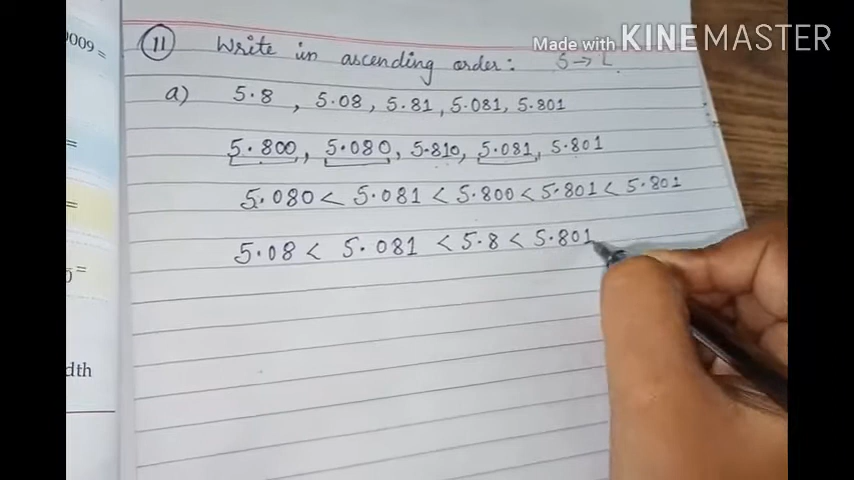 Made with KINEMASTER
0009 =
11 Write in ascending order: S → L
a) 5.8, 5.08, 5.81, 5.081, 5.801
=
5.800, 5.080, 5.810, 5.081, 5.801
=
5.080 < 5.081 < 5.800 < 5.801 < 5.801
=
5.08 < 5.081 < 5.8 < 5.801
dth